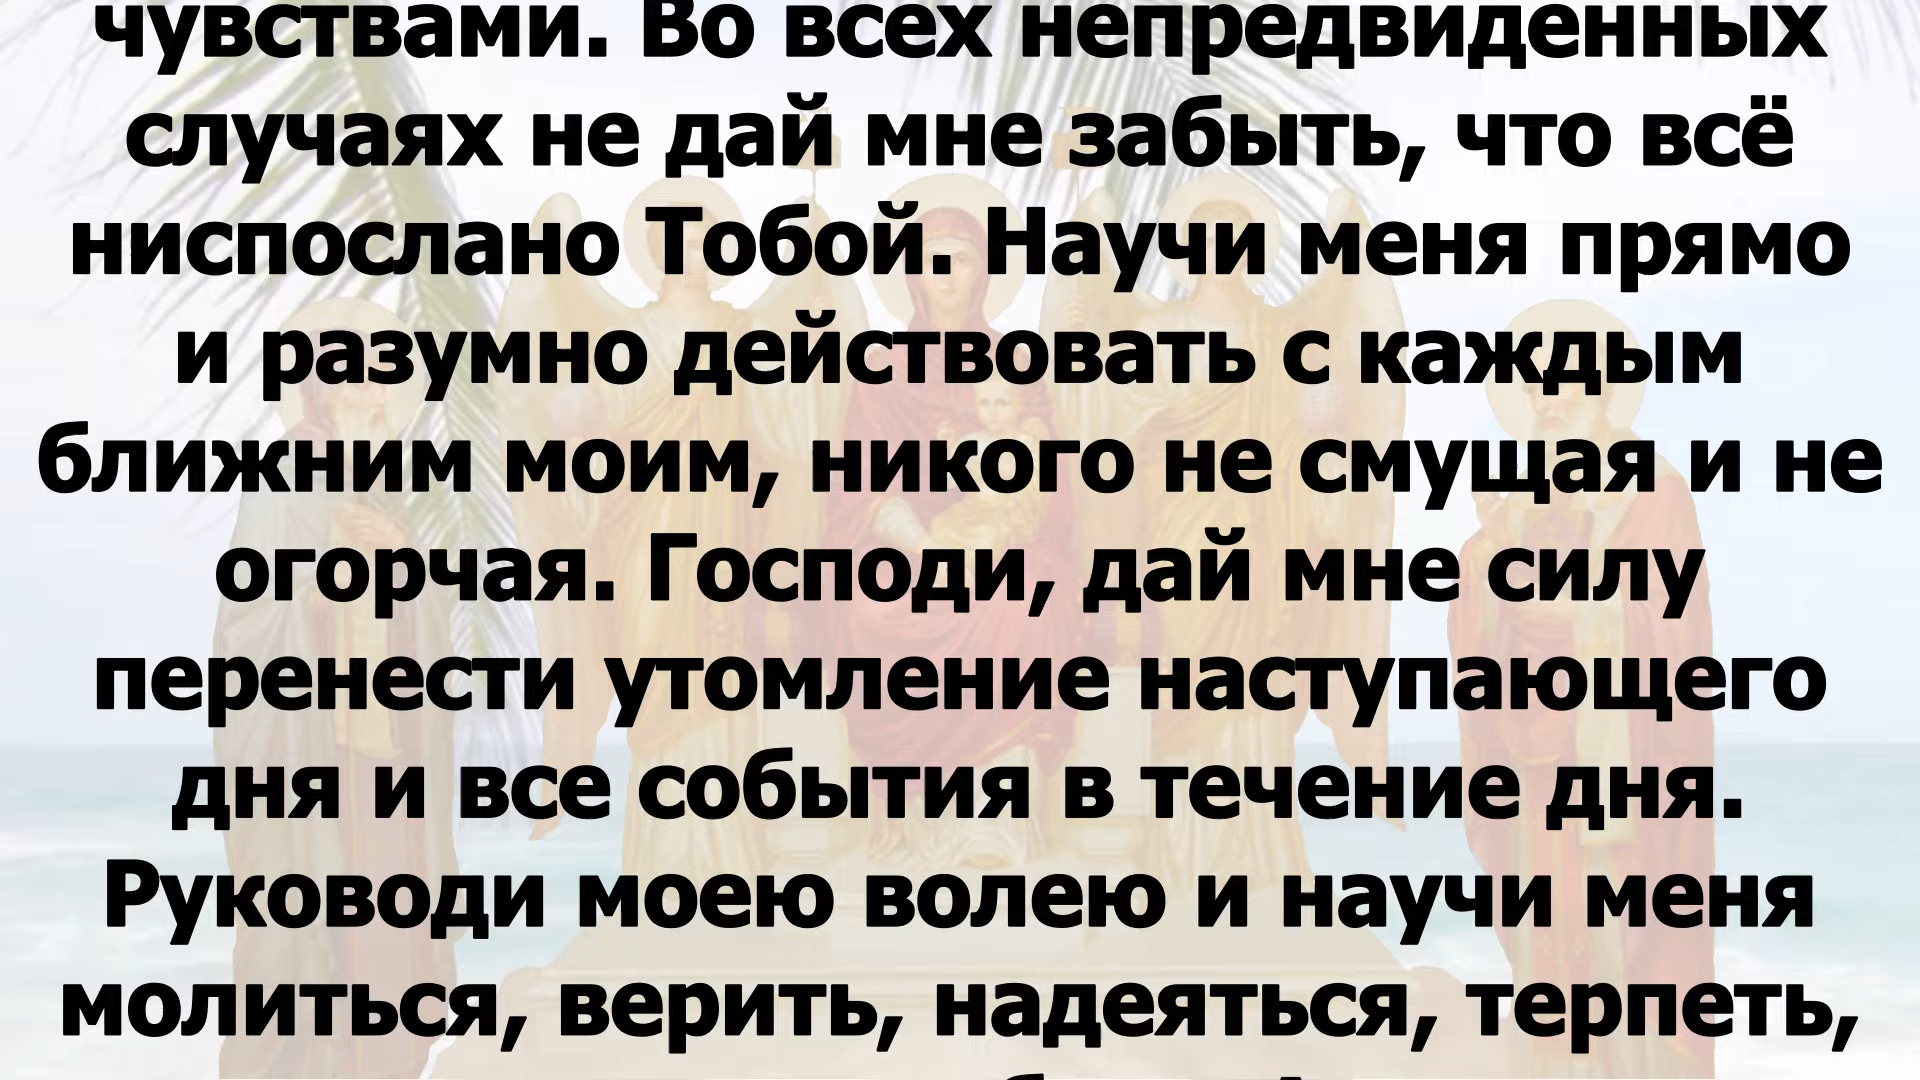 чувствами. Во всех непредвиденных
случаях не дай мне забыть, что всё
ниспослано Тобой. Научи меня прямо
и разумно действовать с каждым
ближним моим, никого не смущая и не
огорчая. Господи, дай мне силу
перенести утомление наступающего
дня и все события в течение дня.
Руководи моею волею и научи меня
молиться, верить, надеяться, терпеть,